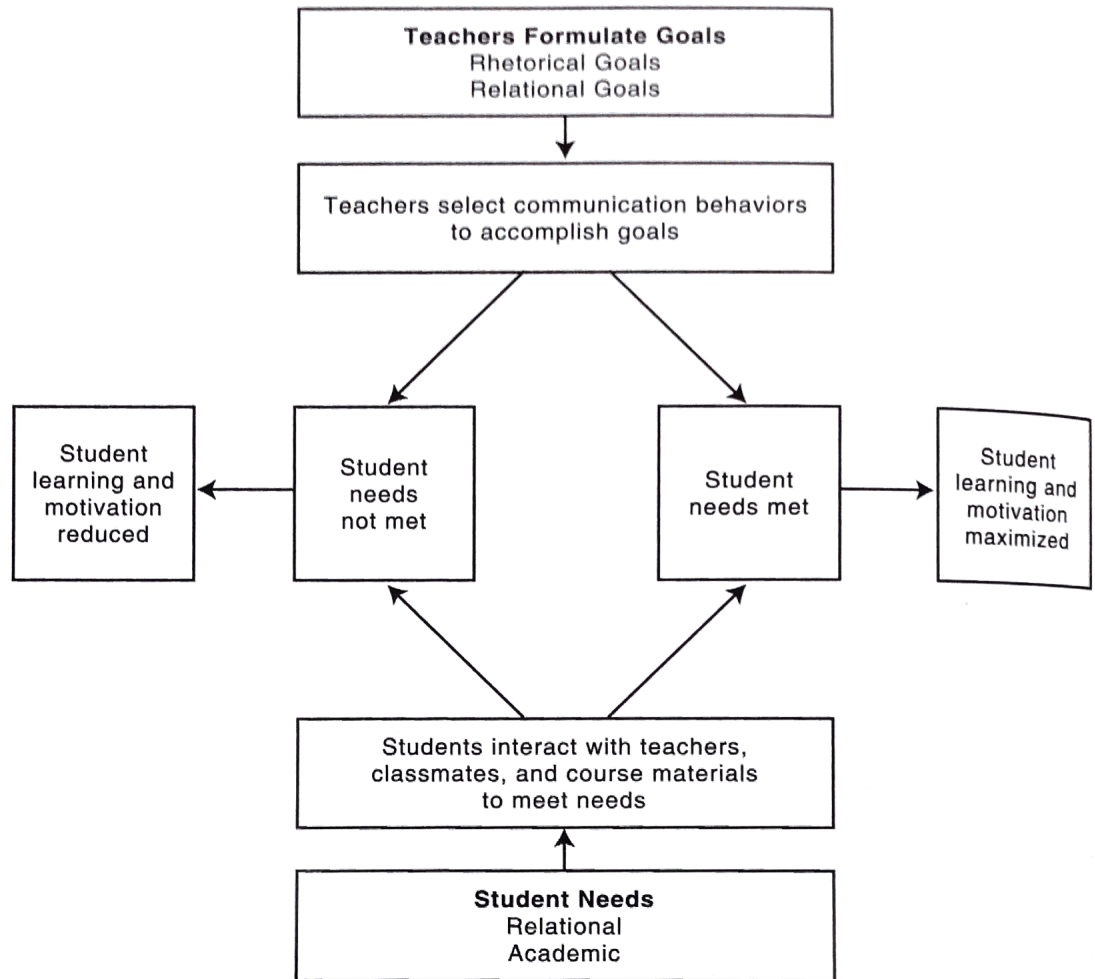 Teachers Formulate Goals
Rhetorical Goals
Relational Goals
Teachers select communication behaviors
to accomplish goals
Student
learning and
motivation
reduced
Student
needs
not met
Student
needs met
Student
learning and
motivation
maximized
Students interact with teachers,
classmates, and course materials
to meet needs
Student Needs
Relational
Academic